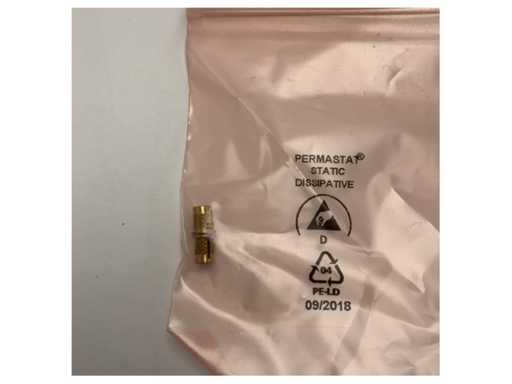 PERMASTAT®
STATIC
DISSIPATIVE
D
04
PE-LD
09/2018